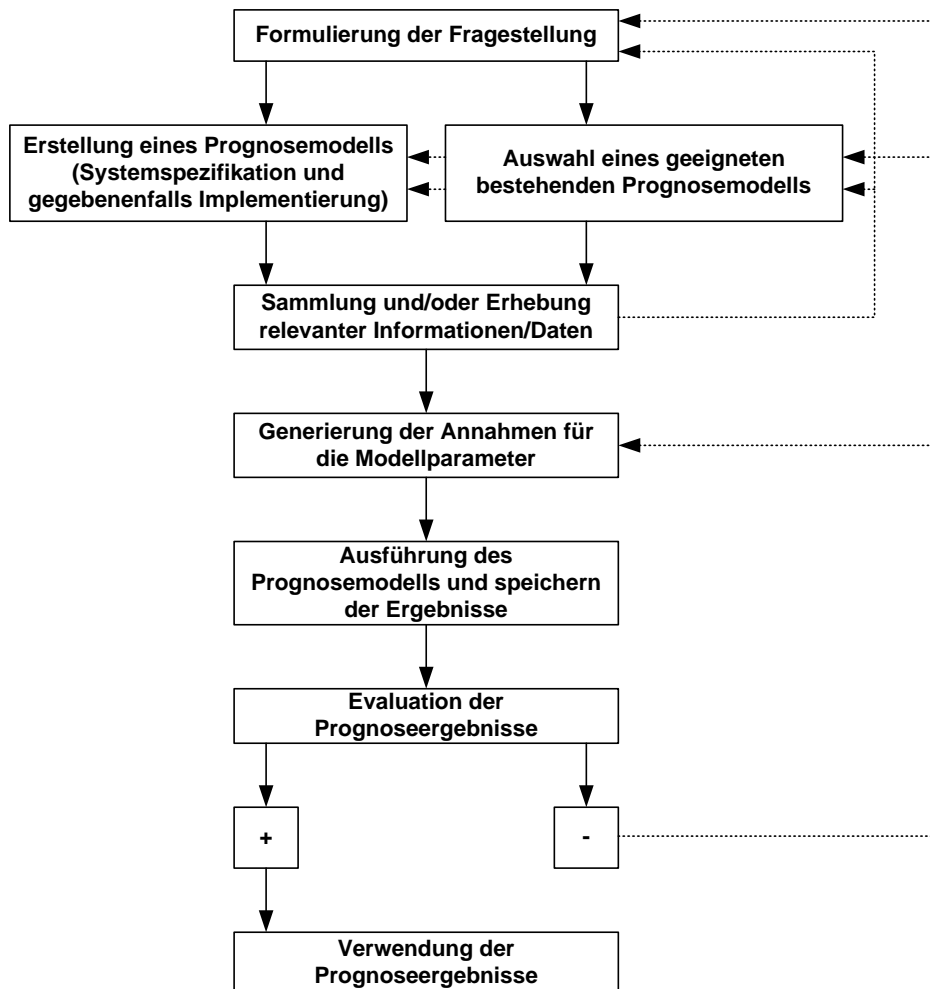 Formulierung der Fragestellung
Erstellung eines Prognosemodells
(Systemspezifikation und
gegebenenfalls Implementierung)
Auswahl eines geeigneten
bestehenden Prognosemodells
Sammlung und/oder Erhebung
relevanter Informationen/Daten
Generierung der Annahmen für
die Modellparameter
Ausführung des
Prognosemodells und speichern
der Ergebnisse
Evaluation der
Prognoseergebnisse
+
-
Verwendung der
Prognoseergebnisse